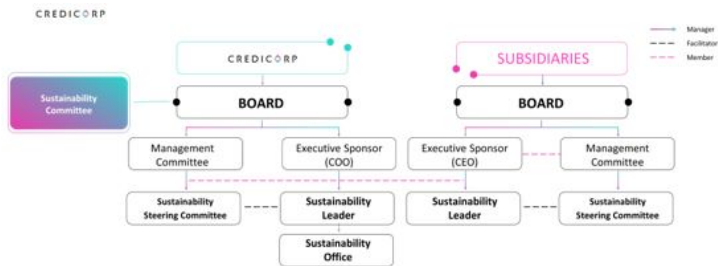 CREDICORP
Manager
Facilitator
Member
CREDICORP
SUBSIDIARIES
Sustainability
Committee
BOARD
BOARD
Management
Committee
Executive Sponsor
(COO)
Executive Sponsor
(CEO)
Management
Committee
Sustainability
Steering Committee
Sustainability
Leader
Sustainability
Leader
Sustainability
Steering Committee
Sustainability
Office